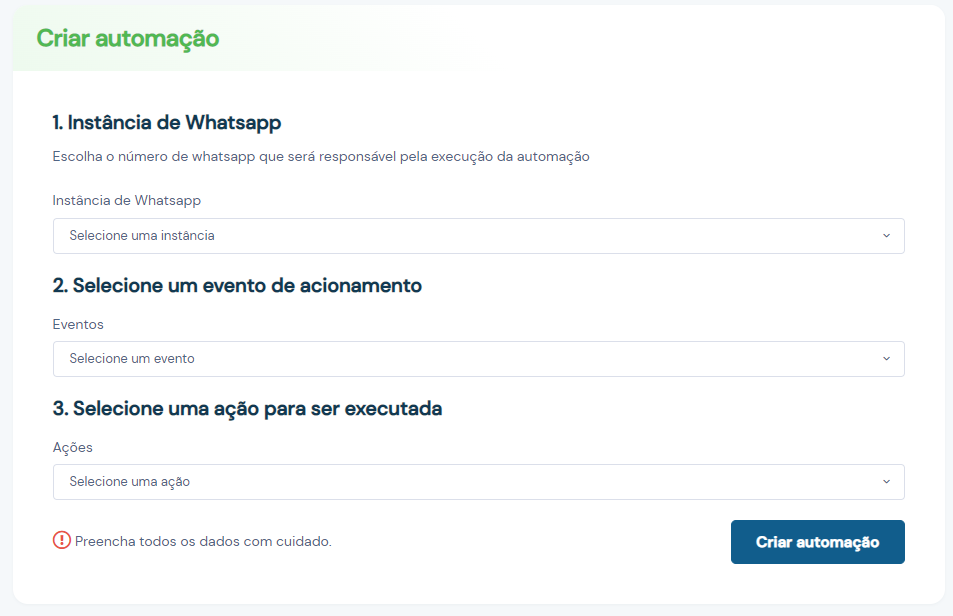 Criar automação
1. Instância de Whatsapp
Escolha o número de whatsapp que será responsável pela execução da automação
Instância de Whatsapp
Selecione uma instância
2. Selecione um evento de acionamento
Eventos
Selecione um evento
3. Selecione uma ação para ser executada
Ações
Selecione uma ação
Preencha todos os dados com cuidado.
Criar automação